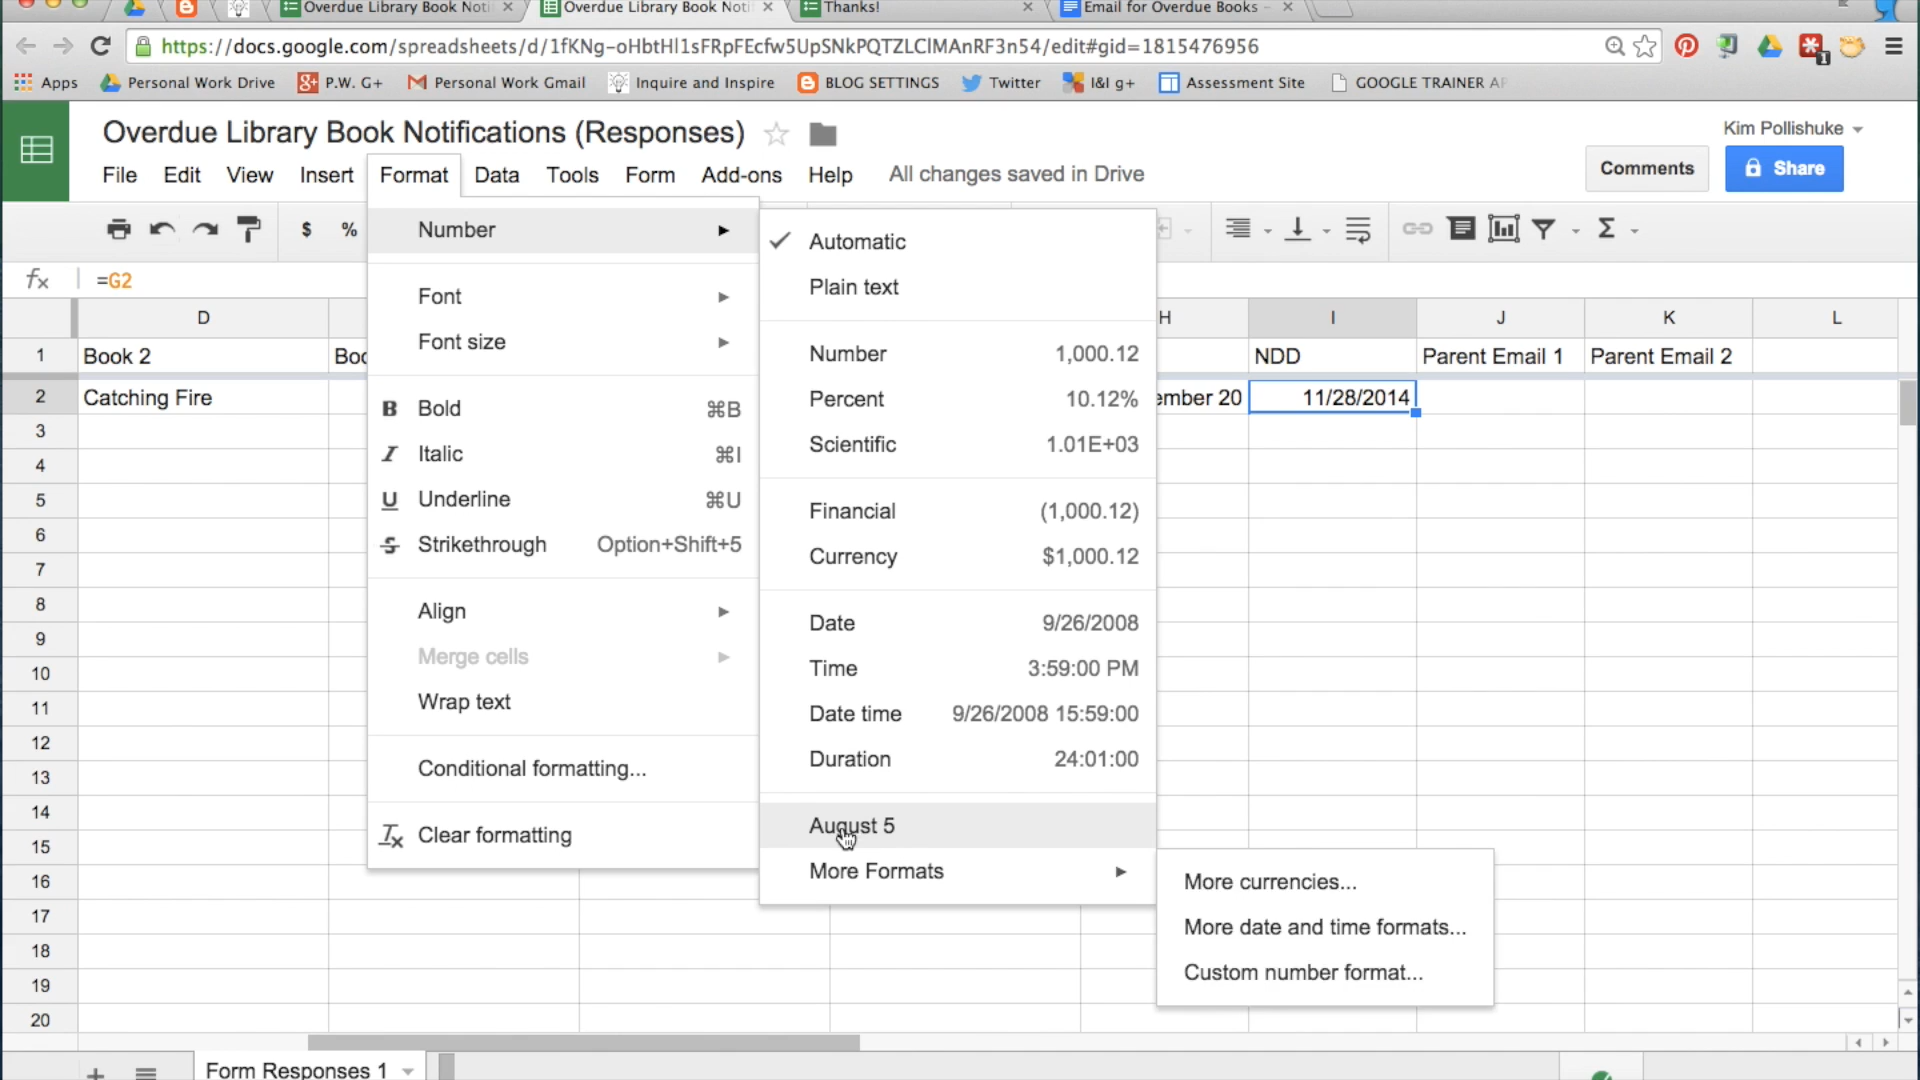 Overdue Library Book Noti
Overdue Library Book Noti
Thanks!
Email for Overdue Books -
https://docs.google.com/spreadsheets/d/1fKNg-oHbtHl1sFRpFEcfw5UpSNkPQTZLClMAnRF3n54/edit#gid=1815476956
1
Apps Personal Work Drive P.W. G+ Personal Work Gmail Inquire and Inspire BLOG SETTINGS Twitter I&I g+ Assessment Site GOOGLE TRAINER AP
Overdue Library Book Notifications (Responses)
Kim Pollishuke
File Edit View Insert Format Data Tools Form Add-ons Help All changes saved in Drive
Comments
Share
$ %
fx =G2
D H I J K L
1 Book 2 Boo NDD Parent Email 1 Parent Email 2
2 Catching Fire ember 20 11/28/2014
3
4
5
6
7
8
9
10
11
12
13
14
15
16
17
18
19
20
Number
Font
Font size
B Bold ⌘B
I Italic ⌘I
U Underline ⌘U
S Strikethrough Option+Shift+5
Align
Merge cells
Wrap text
Conditional formatting...
Clear formatting
Automatic
Plain text
Number 1,000.12
Percent 10.12%
Scientific 1.01E+03
Financial (1,000.12)
Currency $1,000.12
Date 9/26/2008
Time 3:59:00 PM
Date time 9/26/2008 15:59:00
Duration 24:01:00
August 5
More Formats
More currencies...
More date and time formats...
Custom number format...
Form Responses 1